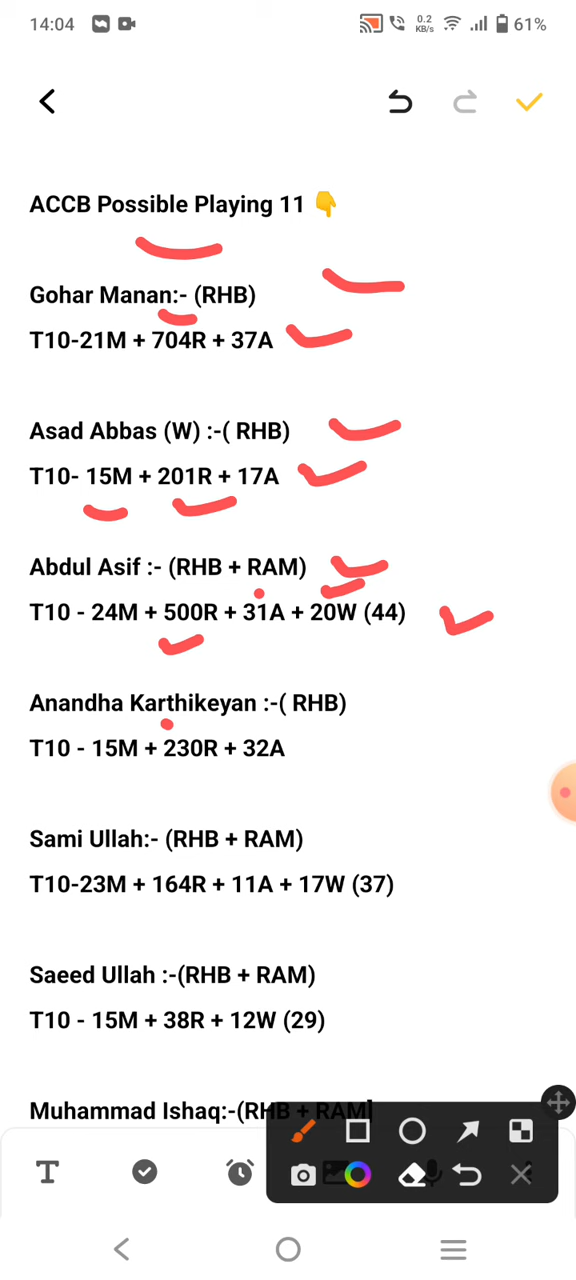 14:04
0.2
KB/s
61%
ACCB Possible Playing 11 👇
Gohar Manan:- (RHB)
T10-21M + 704R + 37A
Asad Abbas (W) :-( RHB)
T10- 15M + 201R + 17A
Abdul Asif :- (RHB + RAM)
T10 - 24M + 500R + 31A + 20W (44)
Anandha Karthikeyan :-( RHB)
T10 - 15M + 230R + 32A
Sami Ullah:- (RHB + RAM)
T10-23M + 164R + 11A + 17W (37)
Saeed Ullah :-(RHB + RAM)
T10 - 15M + 38R + 12W (29)
Muhammad Ishaq:-(RHB + RAM]
T